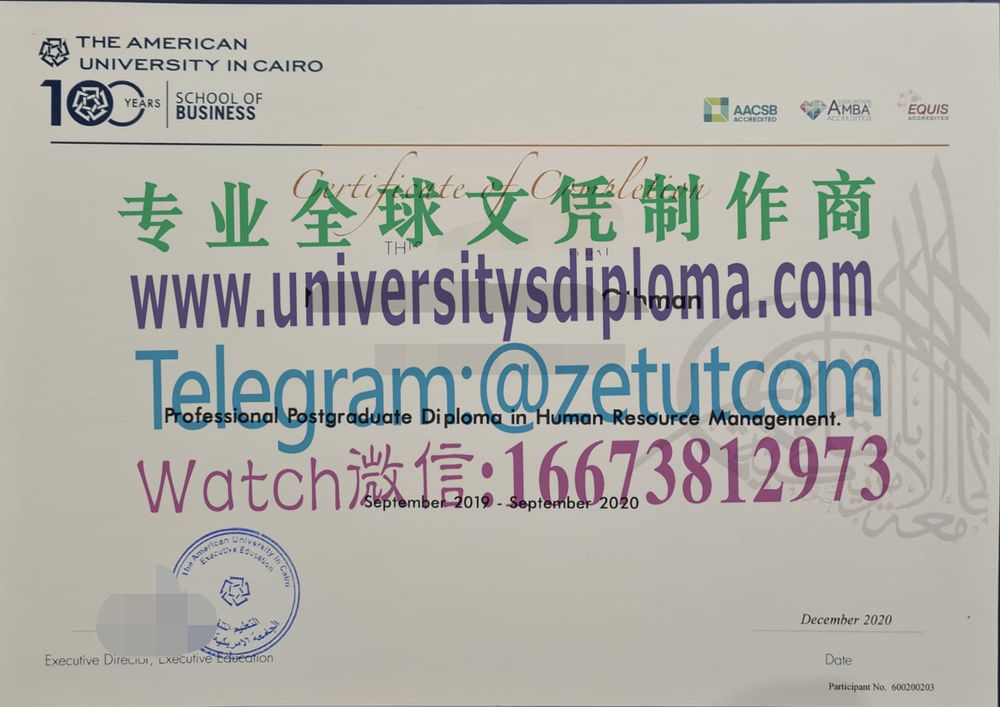 THE AMERICAN
UNIVERSITY IN CAIRO
100 YEARS
SCHOOL OF
BUSINESS
AACSB
ACCREDITED
ASSOCIATION
AMBA
ACCREDITED
EQUIS
ACCREDITED
Certificate of Completion
专业全球文凭制作商
www.universitysdiploma.com
Othman
Telegram:@zetutcom
Professional Postgraduate Diploma in Human Resource Management.
Watch微信:16673812973
September 2019 - September 2020
The American University in Cairo
Executive Education
December 2020
Executive Director, Executive Education
Date
Participant No. 600200203